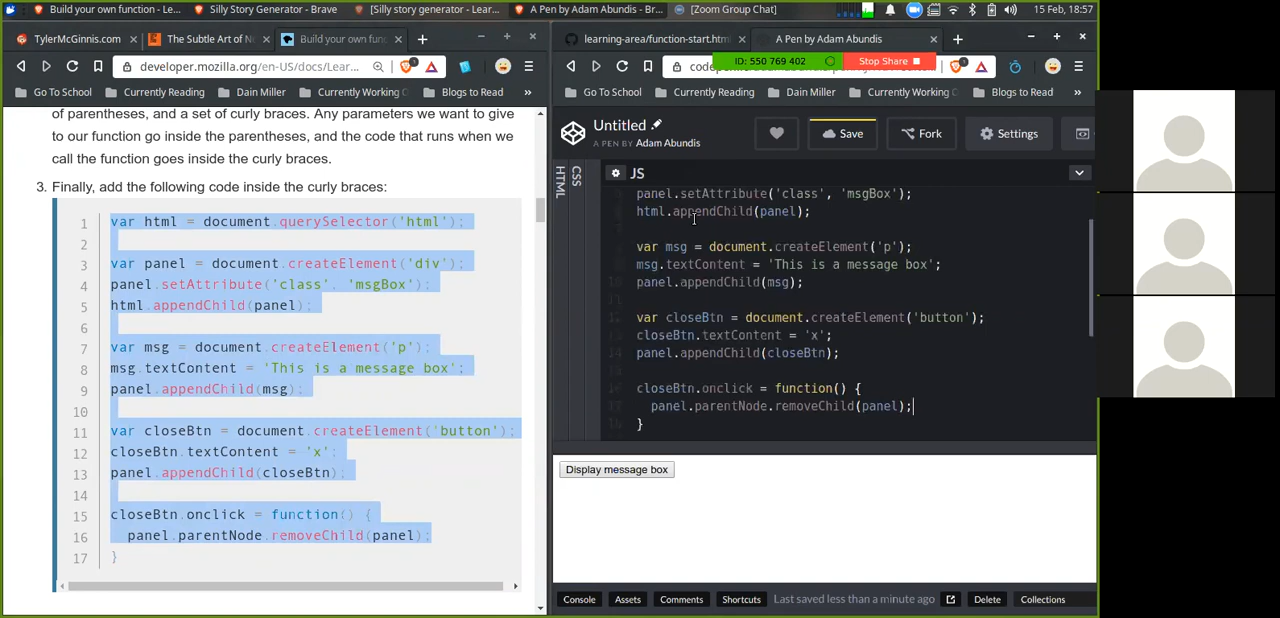 Build your own function - Le...
Silly Story Generator - Brave
[Silly story generator - Lear...
A Pen by Adam Abundis - Br...
[Zoom Group Chat]
15 Feb, 18:57
TylerMcGinnis.com
The Subtle Art of N
Build your own func
learning-area/function-start.html
A Pen by Adam Abundis
ID: 550 769 402
Stop Share
developer.mozilla.org/en-US/docs/Lear...
codep
Go To School
Currently Reading
Dain Miller
Currently Working O
Blogs to Read
»
Go To School
Currently Reading
Dain Miller
Currently Working O
Blogs to Read
»
of parentheses, and a set of curly braces. Any parameters we want to give
to our function go inside the parentheses, and the code that runs when we
call the function goes inside the curly braces.
3. Finally, add the following code inside the curly braces:
1 var html = document.querySelector('html');
2
3 var panel = document.createElement('div');
4 panel.setAttribute('class', 'msgBox');
5 html.appendChild(panel);
6
7 var msg = document.createElement('p');
8 msg.textContent = 'This is a message box';
9 panel.appendChild(msg);
10
11 var closeBtn = document.createElement('button');
12 closeBtn.textContent = 'x';
13 panel.appendChild(closeBtn);
14
15 closeBtn.onclick = function() {
16 panel.parentNode.removeChild(panel);
17 }
Untitled
A PEN BY Adam Abundis
Save
Fork
Settings
HTML
CSS
JS
panel.setAttribute('class', 'msgBox');
html.appendChild(panel);
var msg = document.createElement('p');
msg.textContent = 'This is a message box';
panel.appendChild(msg);
var closeBtn = document.createElement('button');
closeBtn.textContent = 'x';
panel.appendChild(closeBtn);
closeBtn.onclick = function() {
panel.parentNode.removeChild(panel);
}
Display message box
Console
Assets
Comments
Shortcuts
Last saved less than a minute ago
Delete
Collections